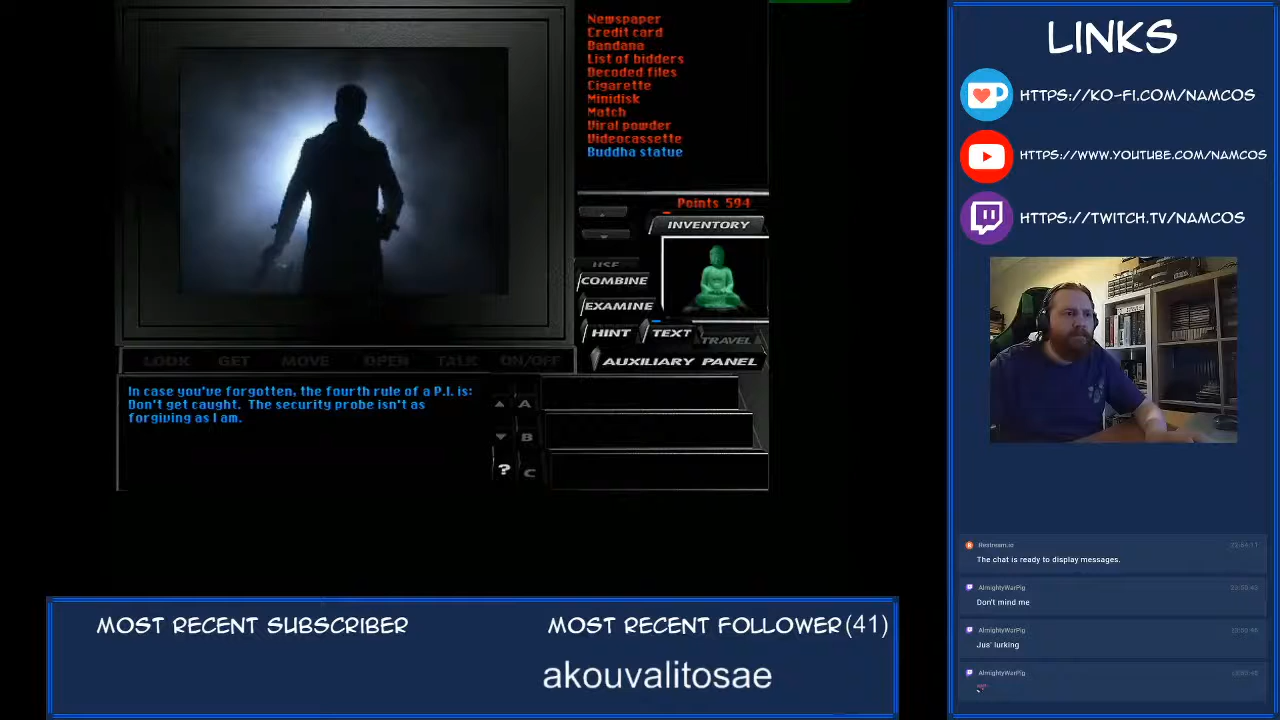 Newspaper
Credit card
Bandana
List of bidders
Decoded files
Cigarette
Minidisk
Match
Viral powder
Videocassette
Buddha statue
Points 594
INVENTORY
USE
COMBINE
EXAMINE
HINT
TEXT
TRAVEL
AUXILIARY PANEL
LOOK
GET
MOVE
OPEN
TALK
ON/OFF
In case you've forgotten, the fourth rule of a P.I. is:
Don't get caught. The security probe isn't as
forgiving as I am.
A
B
?
C
MOST RECENT SUBSCRIBER
MOST RECENT FOLLOWER (41)
akouvalitosae
LINKS
HTTPS://KO-FI.COM/NAMCOS
HTTPS://WWW.YOUTUBE.COM/NAMCOS
HTTPS://TWITCH.TV/NAMCOS
Restream.io
The chat is ready to display messages.
AlmightyWarPig
Don't mind me
AlmightyWarPig
Jus' lurking
AlmightyWarPig